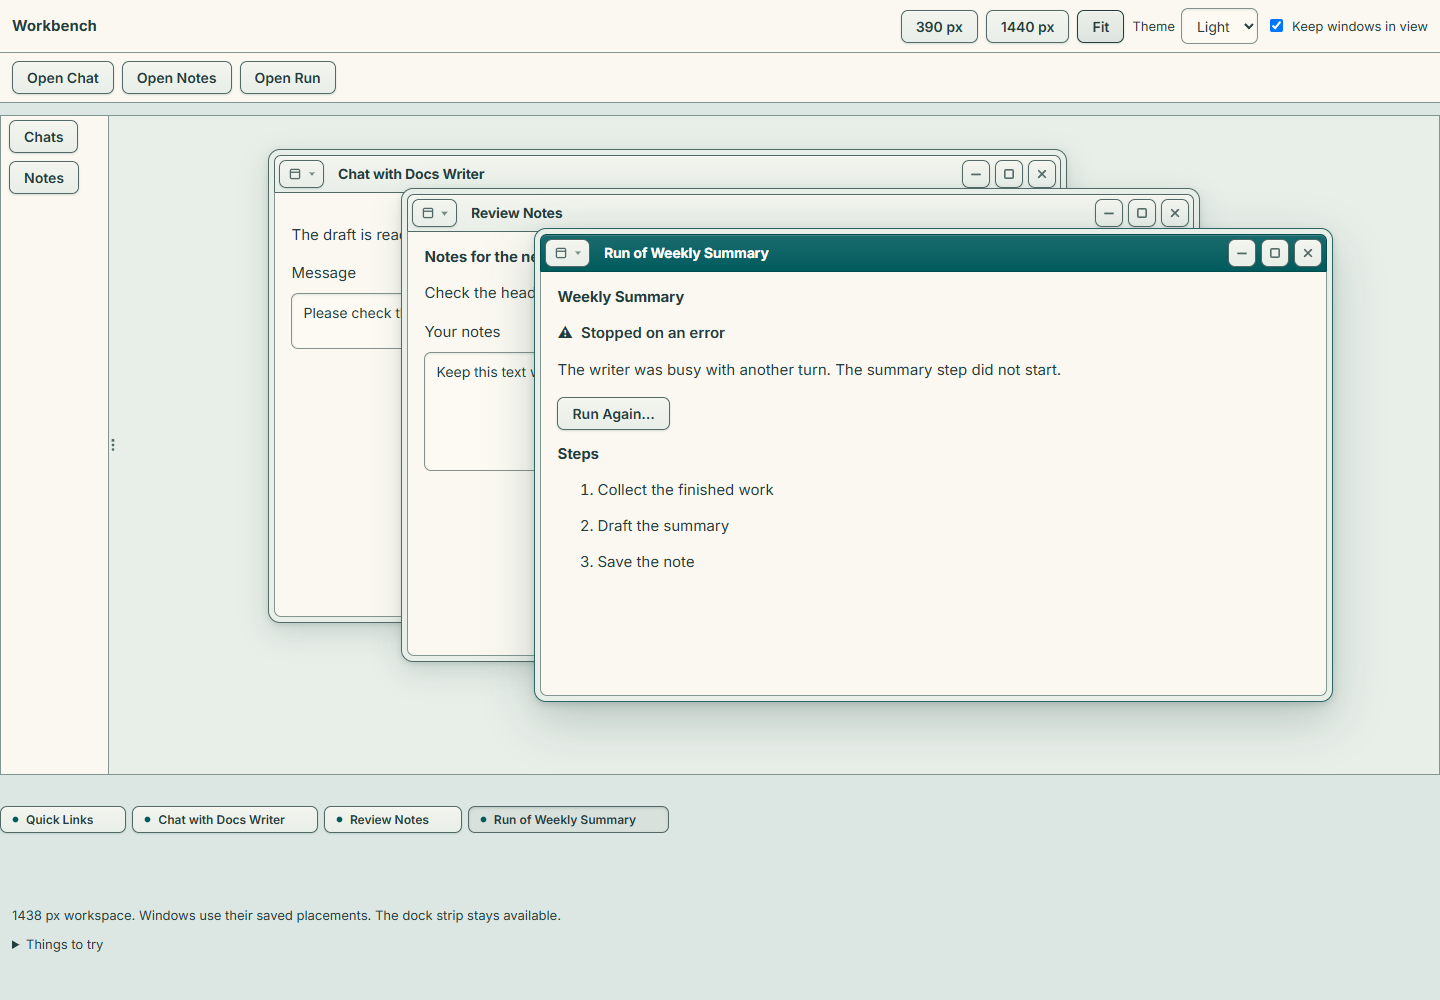 Workbench
390 px
1440 px
Fit
Theme
Light
Keep windows in view
Open Chat
Open Notes
Open Run
Chats
Notes
Chat with Docs Writer
The draft is
Message
Please check
Review Notes
Notes for the
Check the
Your notes
Keep this text
Run of Weekly Summary
Weekly Summary
Stopped on an error
The writer was busy with another turn. The summary step did not start.
Run Again...
Steps
1. Collect the finished work
2. Draft the summary
3. Save the note
Quick Links
Chat with Docs Writer
Review Notes
Run of Weekly Summary
1438 px workspace. Windows use their saved placements. The dock strip stays available.
Things to try